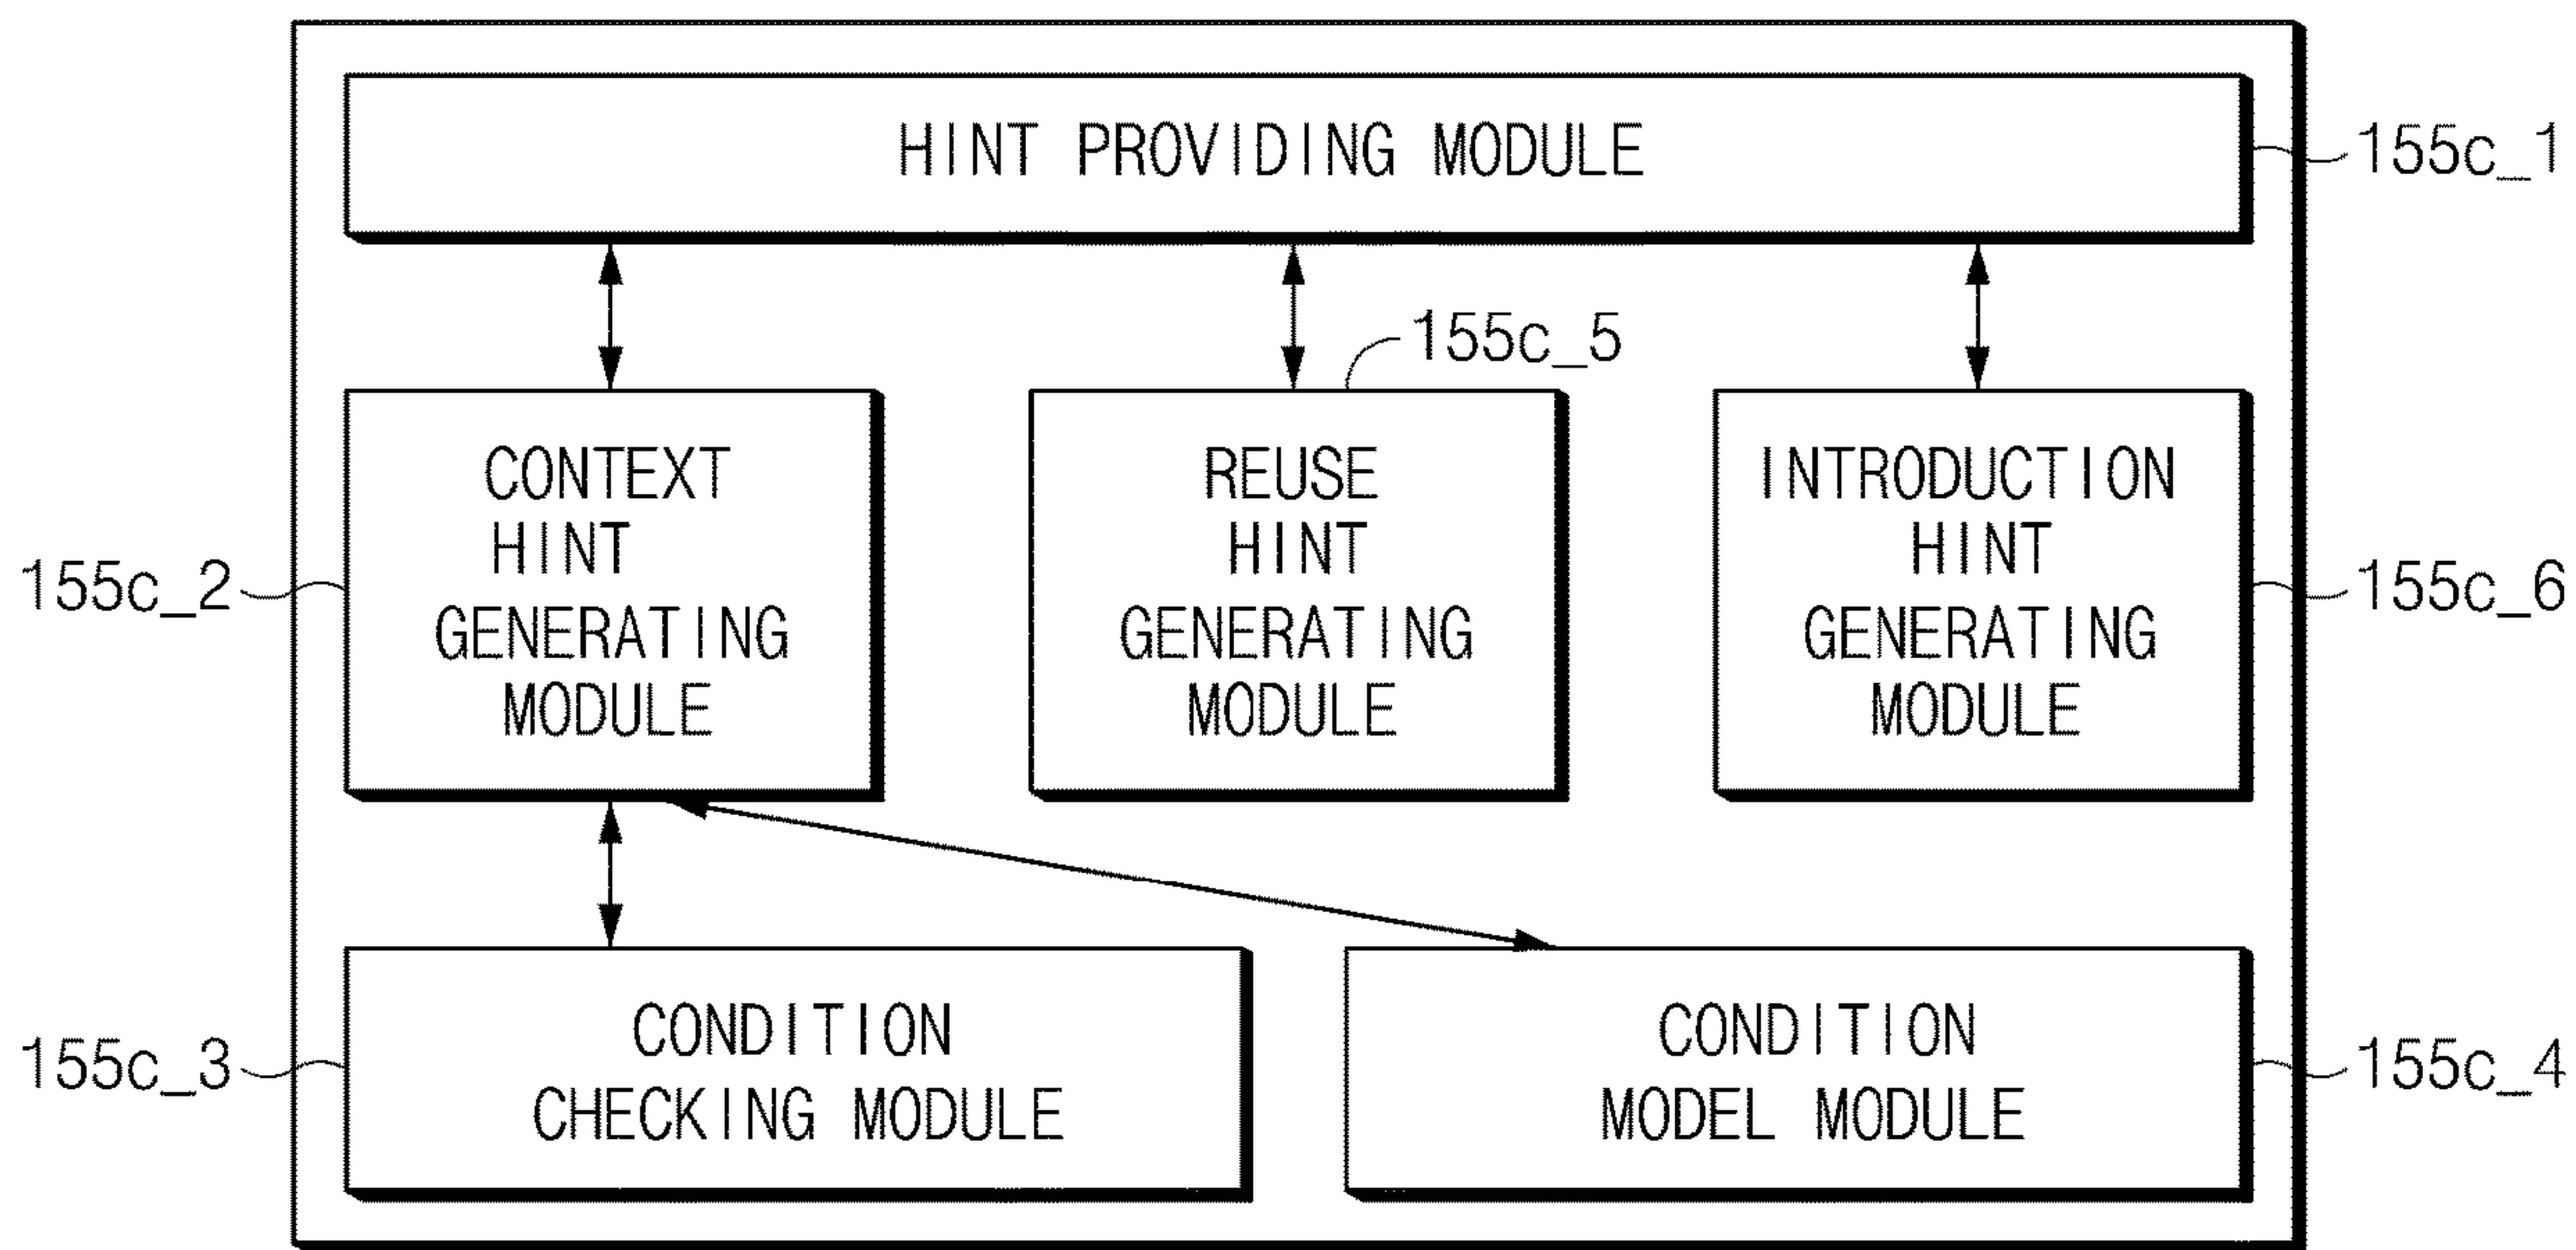 HINT PROVIDING MODULE
155c_1
155c_5
CONTEXT
HINT
GENERATING
MODULE
155c_2
REUSE
HINT
GENERATING
MODULE
INTRODUCTION
HINT
GENERATING
MODULE
155c_6
CONDITION
CHECKING MODULE
155c_3
CONDITION
MODEL MODULE
155c_4